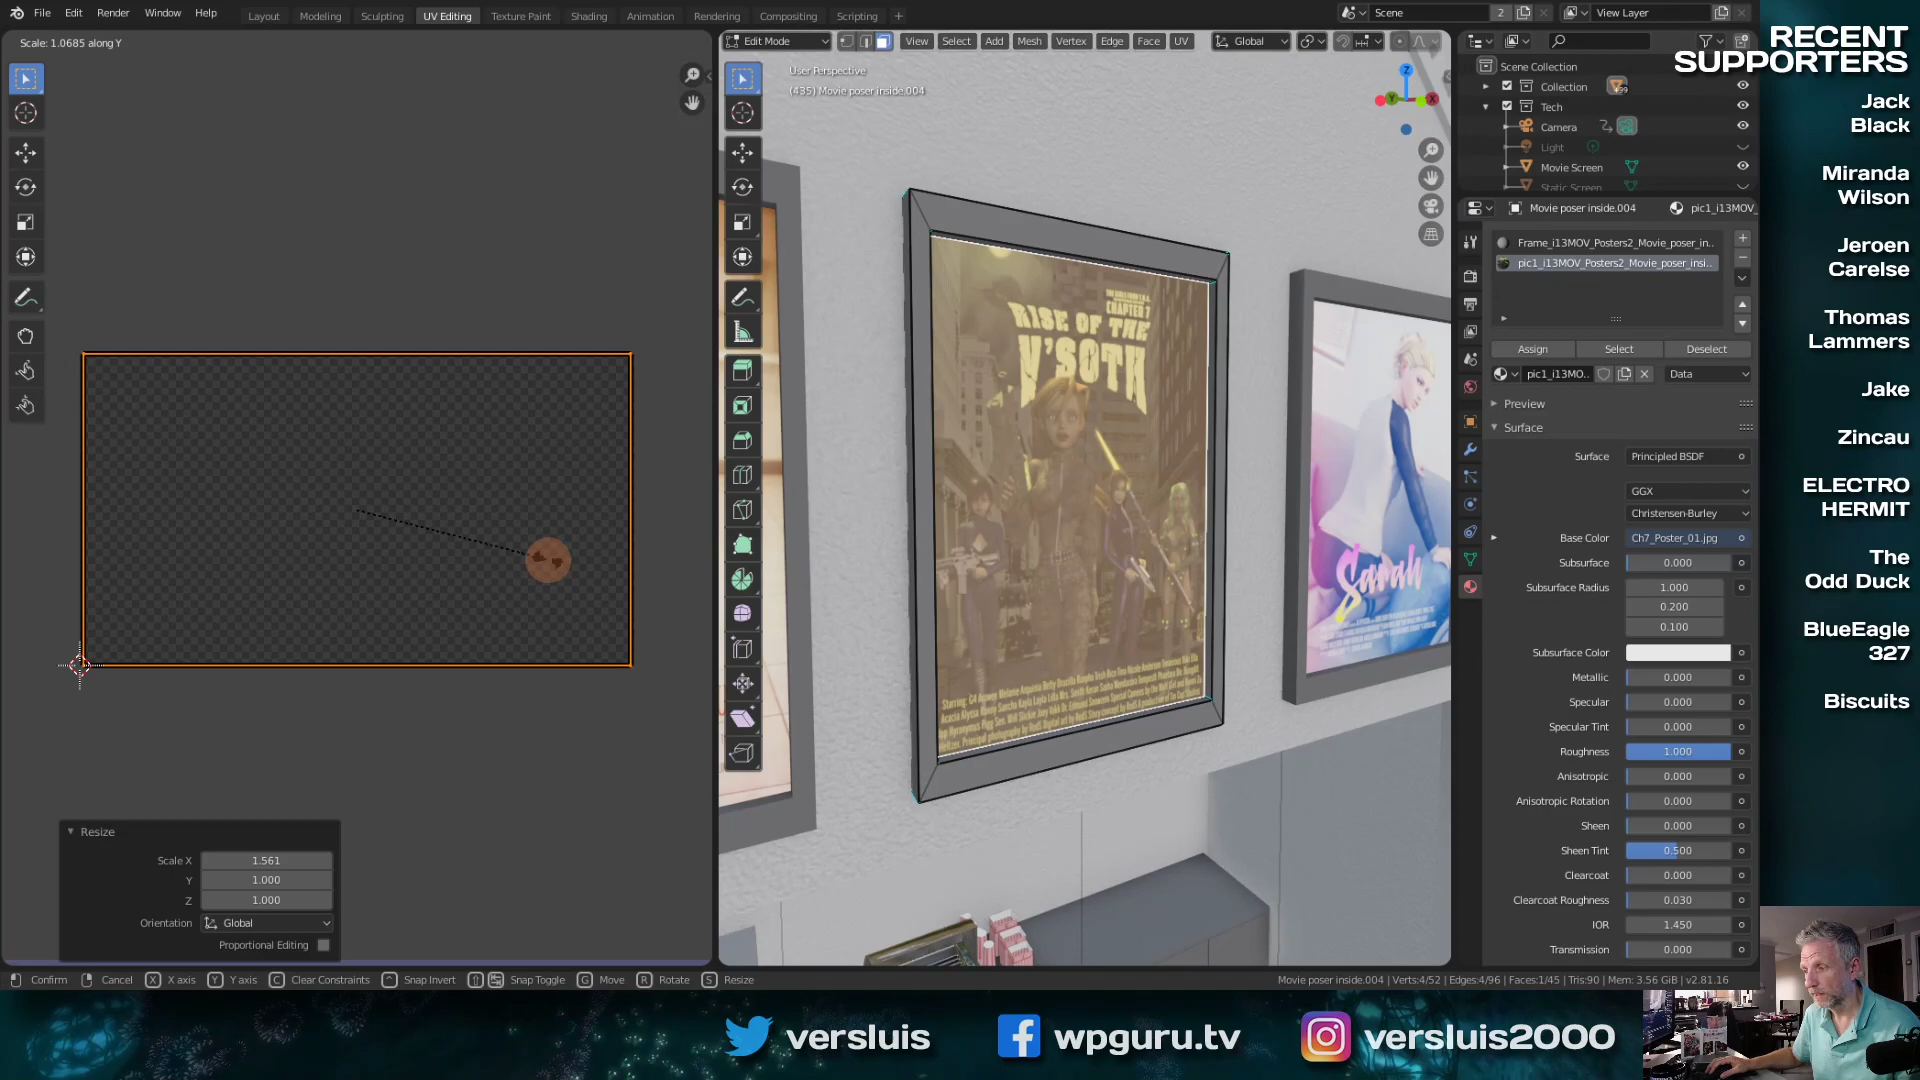 File Edit Render Window Help
Layout Modeling Sculpting UV Editing Texture Paint Shading Animation Rendering Compositing Scripting +
Scene 2
View Layer
Scale: 1.0685 along Y
Edit Mode View Select Add Mesh Vertex Edge Face UV Global
User Perspective
(435) Movie poser inside.004
Z
Y
X
RISE OF THE
V'SOTH
CHAPTER 7
Sarah
Resize
Scale X 1.561
Y 1.000
Z 1.000
Orientation Global
Proportional Editing
Scene Collection
Collection
Tech
Camera
Light
Movie Screen
Static Screen
Movie poser inside.004 pic1_i13MOV_
Frame_i13MOV_Posters2_Movie_poser_in..
pic1_i13MOV_Posters2_Movie_poser_insi..
Assign Select Deselect
pic1_i13MO.. Data
Preview
Surface
Surface Principled BSDF
GGX
Christensen-Burley
Base Color Ch7_Poster_01.jpg
Subsurface 0.000
Subsurface Radius 1.000
0.200
0.100
Subsurface Color
Metallic 0.000
Specular 0.000
Specular Tint 0.000
Roughness 1.000
Anisotropic 0.000
Anisotropic Rotation 0.000
Sheen 0.000
Sheen Tint 0.500
Clearcoat 0.000
Clearcoat Roughness 0.030
IOR 1.450
Transmission 0.000
Confirm Cancel X X axis Y Y axis C Clear Constraints Snap Invert Snap Toggle G Move R Rotate S Resize
Movie poser inside.004 | Verts:4/52 | Edges:4/96 | Faces:1/45 | Tris:90 | Mem: 3.56 GiB | v2.81.16
RECENT
SUPPORTERS
Jack
Black
Miranda
Wilson
Jeroen
Carelse
Thomas
Lammers
Jake
Zincau
ELECTRO
HERMIT
The
Odd Duck
BlueEagle
327
Biscuits
versluis
wpguru.tv
versluis2000